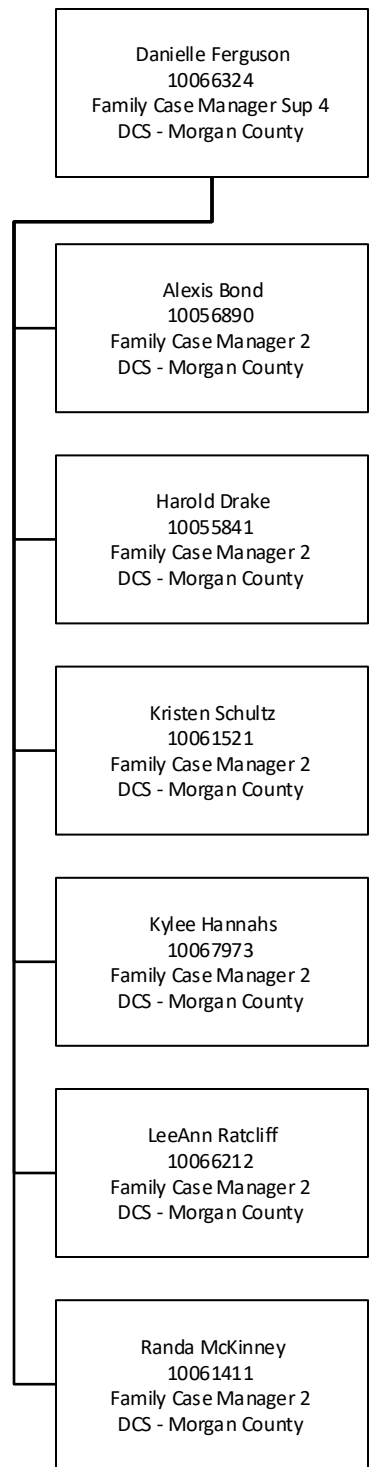 Danielle Ferguson
10066324
Family Case Manager Sup 4
DCS - Morgan County
Alexis Bond
10056890
Family Case Manager 2
DCS - Morgan County
Harold Drake
10055841
Family Case Manager 2
DCS - Morgan County
Kristen Schultz
10061521
Family Case Manager 2
DCS - Morgan County
Kylee Hannahs
10067973
Family Case Manager 2
DCS - Morgan County
LeeAnn Ratcliff
10066212
Family Case Manager 2
DCS - Morgan County
Randa McKinney
10061411
Family Case Manager 2
DCS - Morgan County